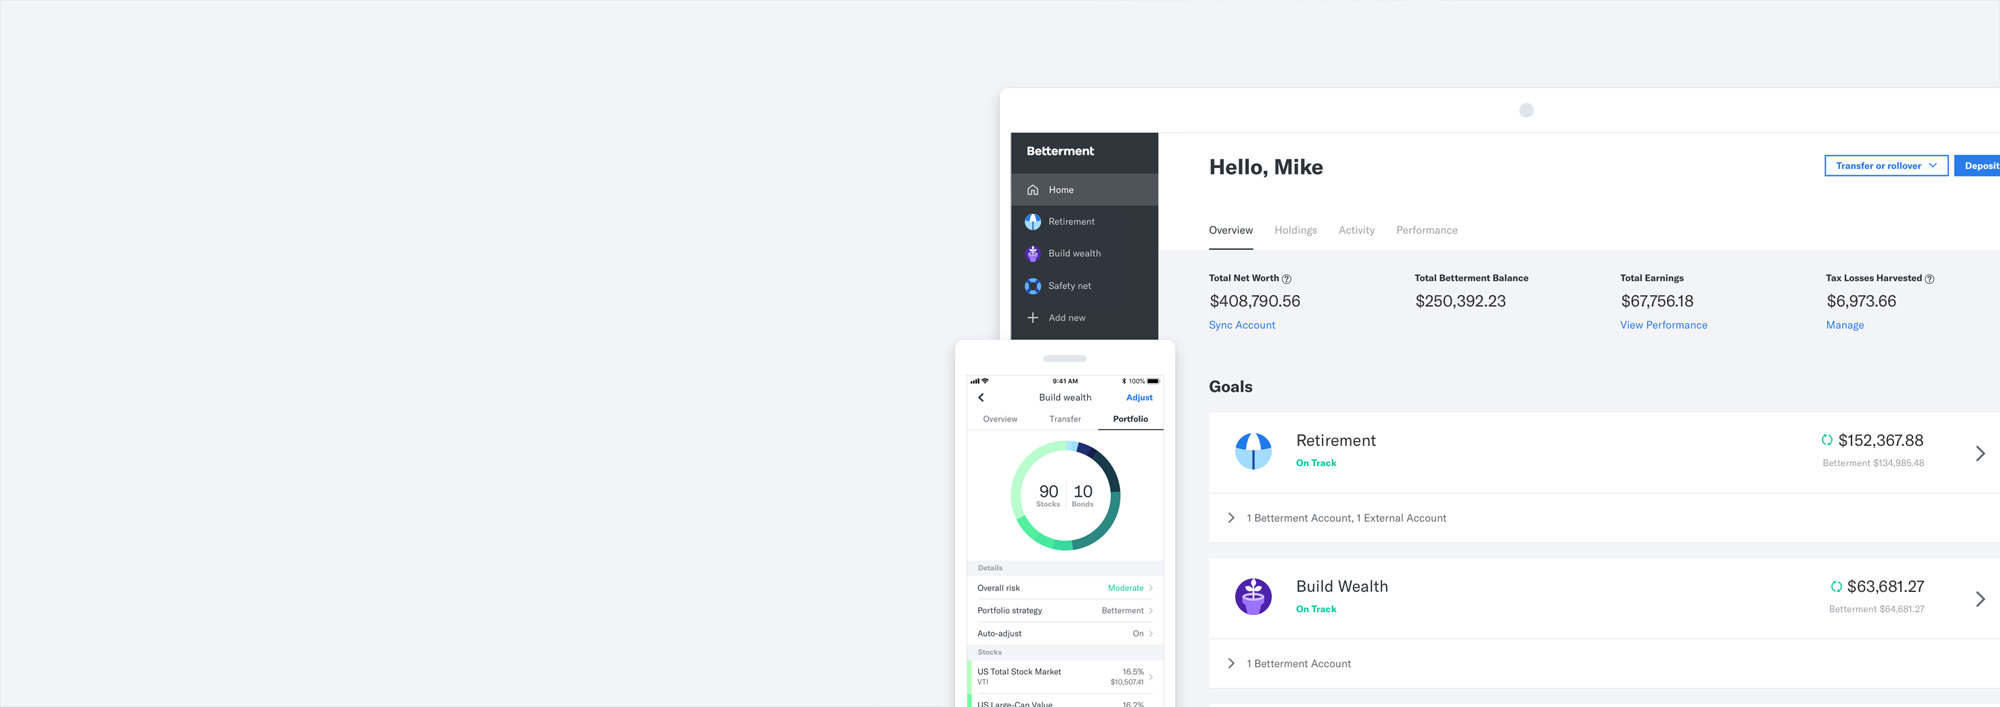 Betterment
Home
Retirement
Build wealth
Safety net
Add new
Hello, Mike
Transfer or rollover
Deposit
Overview Holdings Activity Performance
Total Net Worth ?
$408,790.56
Sync Account
Total Betterment Balance
$250,392.23
Total Earnings
$67,756.18
View Performance
Tax Losses Harvested ?
$6,973.66
Manage
Goals
Retirement
On Track
$152,367.88
Betterment $134,985.48
1 Betterment Account, 1 External Account
Build Wealth
On Track
$63,681.27
Betterment $64,681.27
1 Betterment Account
9:41 AM 100%
Build wealth Adjust
Overview Transfer Portfolio
90 10
Stocks Bonds
Details
Overall risk Moderate
Portfolio strategy Betterment
Auto-adjust On
Stocks
US Total Stock Market 16.5%
VTI $10,507.41
US Large-Cap Value 16.2%